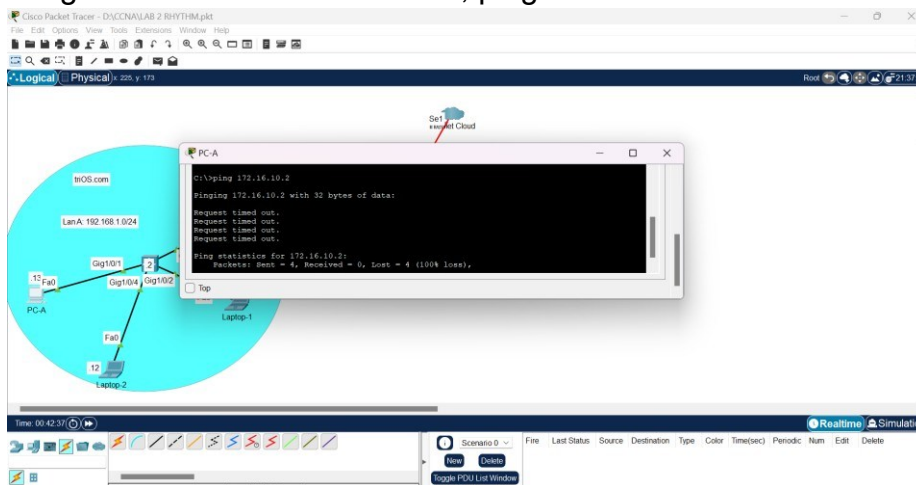 Cisco Packet Tracer - D:\CCNA\LAB 2 RHYTHM.pkt
File Edit Options View Tools Extensions Window Help
Logical Physical x: 225, y: 173
Root 21:37
Se1
Cloud
PC-A
C:\>ping 172.16.10.2
Pinging 172.16.10.2 with 32 bytes of data:
Request timed out.
Request timed out.
Request timed out.
Request timed out.
Ping statistics for 172.16.10.2:
Packets: Sent = 4, Received = 0, Lost = 4 (100% loss),
Top
triOS.com
Lan A: 192.168.1.0/24
Gig1/0/1
2
.13
Fa0
Gig1/0/4
Gig1/0/2
PC-A
Laptop-1
Fa0
12
Laptop-2
Time: 00:42:37
Realtime Simulati
Scenario 0
New Delete
Toggle PDU List Window
Fire Last Status Source Destination Type Color Time(sec) Periodic Num Edit Delete